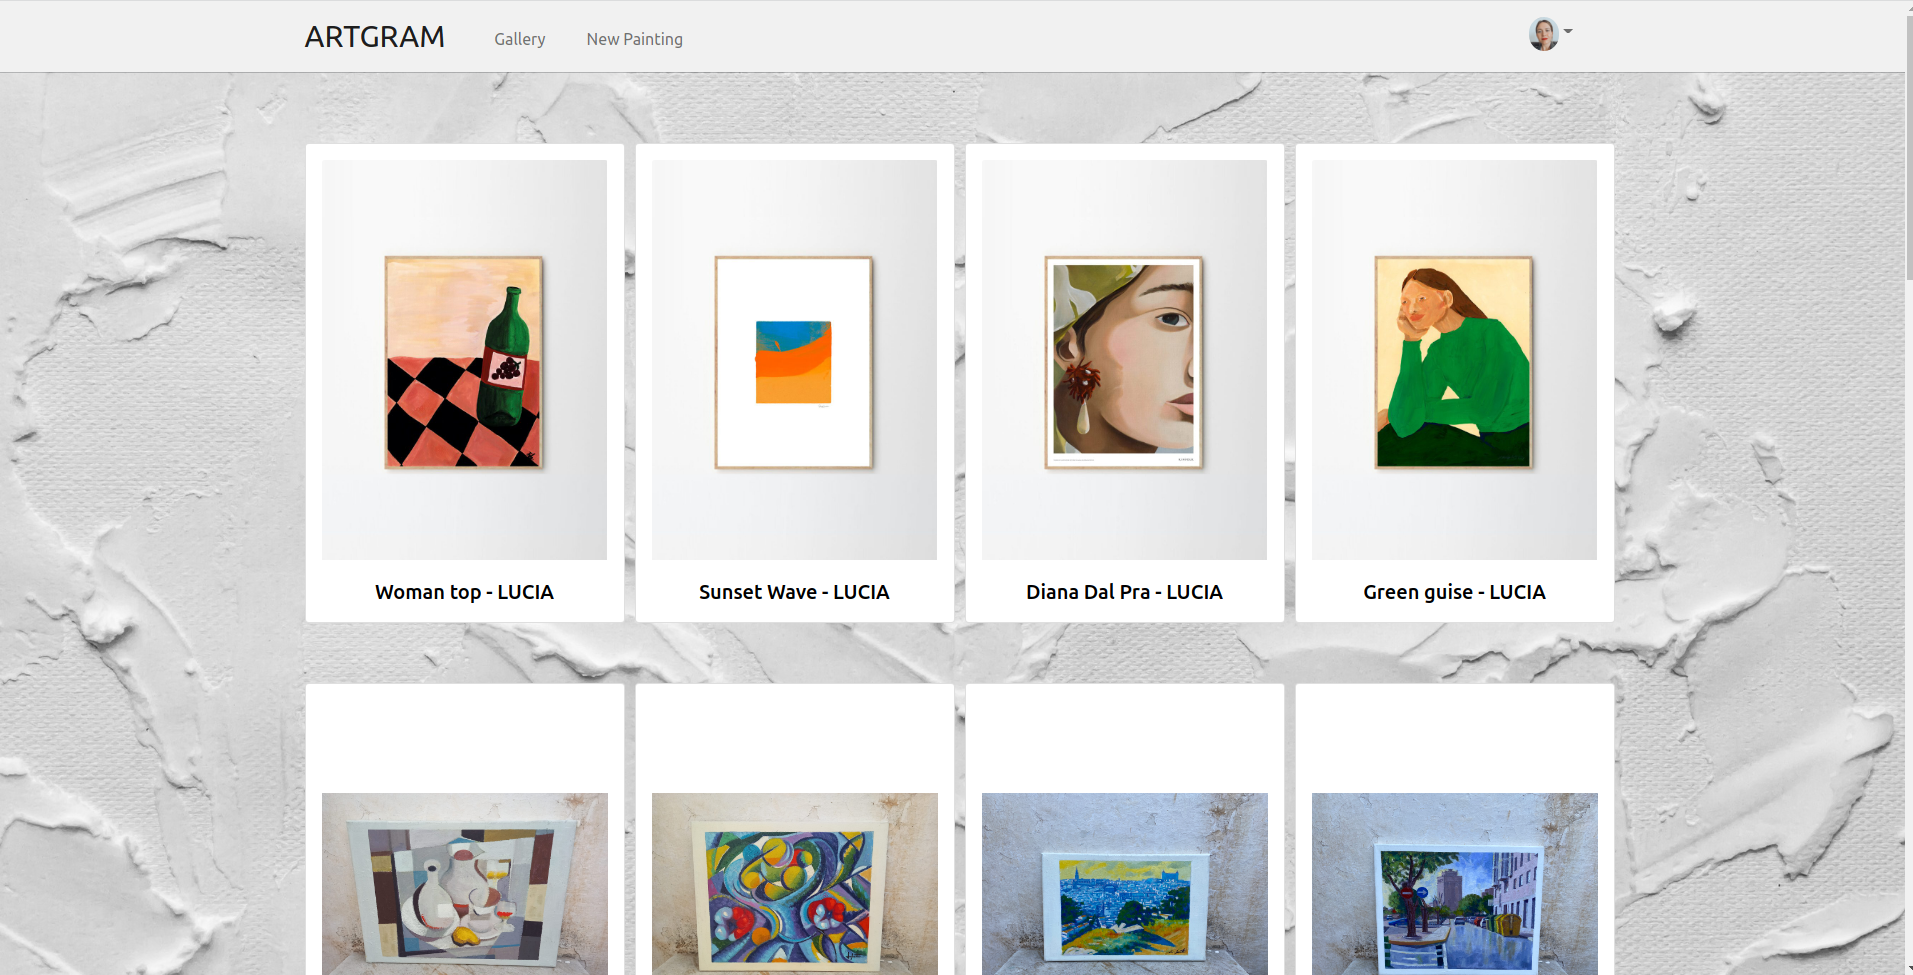 ARTGRAM
Gallery
New Painting
Woman top - LUCIA
Sunset Wave - LUCIA
Diana Dal Pra - LUCIA
Green guise - LUCIA